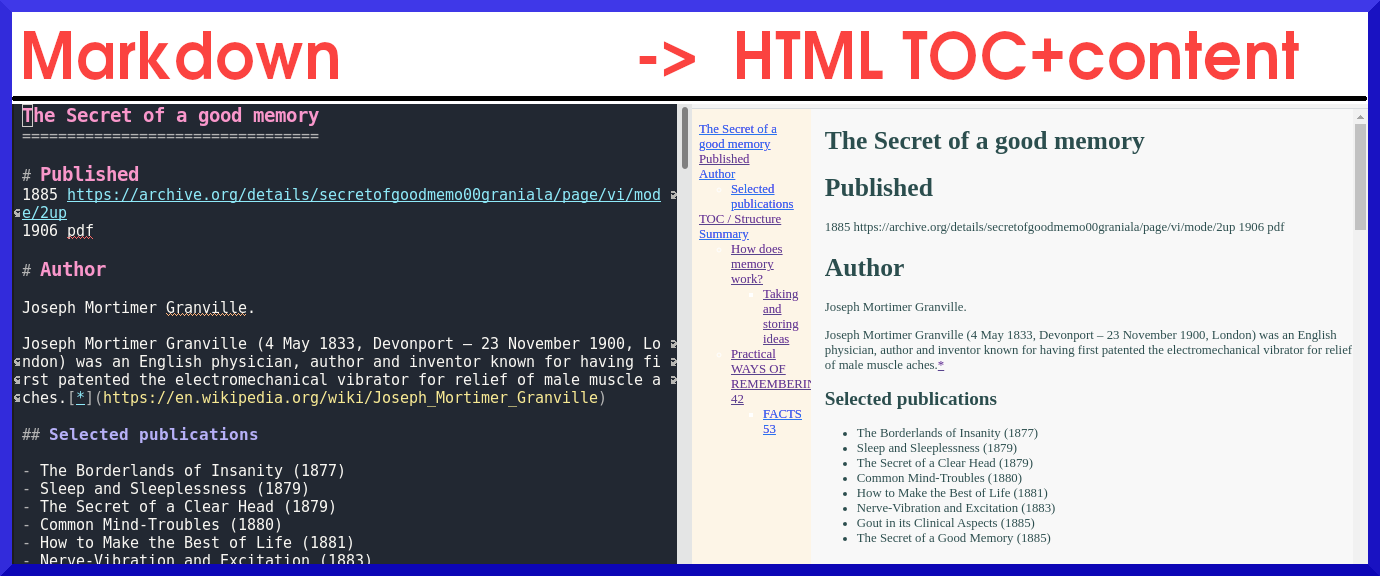 Markdown -> HTML TOC+content
The Secret of a good memory
=================================
# Published
1885 https://archive.org/details/secretofgoodmemo00graniala/page/vi/mod
e/2up
1906 pdf
# Author
Joseph Mortimer Granville.
Joseph Mortimer Granville (4 May 1833, Devonport – 23 November 1900, Lo
ndon) was an English physician, author and inventor known for having fi
rst patented the electromechanical vibrator for relief of male muscle a
ches.[*](https://en.wikipedia.org/wiki/Joseph_Mortimer_Granville)
## Selected publications
- The Borderlands of Insanity (1877)
- Sleep and Sleeplessness (1879)
- The Secret of a Clear Head (1879)
- Common Mind-Troubles (1880)
- How to Make the Best of Life (1881)
- Nerve-Vibration and Excitation (1883)
The Secret of a
good memory
Published
Author
Selected
publications
TOC / Structure
Summary
How does
memory
work?
Taking
and
storing
ideas
Practical
WAYS OF
REMEMBERIN
42
FACTS
53
The Secret of a good memory
Published
1885 https://archive.org/details/secretofgoodmemo00graniala/page/vi/mode/2up 1906 pdf
Author
Joseph Mortimer Granville.
Joseph Mortimer Granville (4 May 1833, Devonport – 23 November 1900, London) was an English
physician, author and inventor known for having first patented the electromechanical vibrator for relief
of male muscle aches.*
Selected publications
• The Borderlands of Insanity (1877)
• Sleep and Sleeplessness (1879)
• The Secret of a Clear Head (1879)
• Common Mind-Troubles (1880)
• How to Make the Best of Life (1881)
• Nerve-Vibration and Excitation (1883)
• Gout in its Clinical Aspects (1885)
• The Secret of a Good Memory (1885)